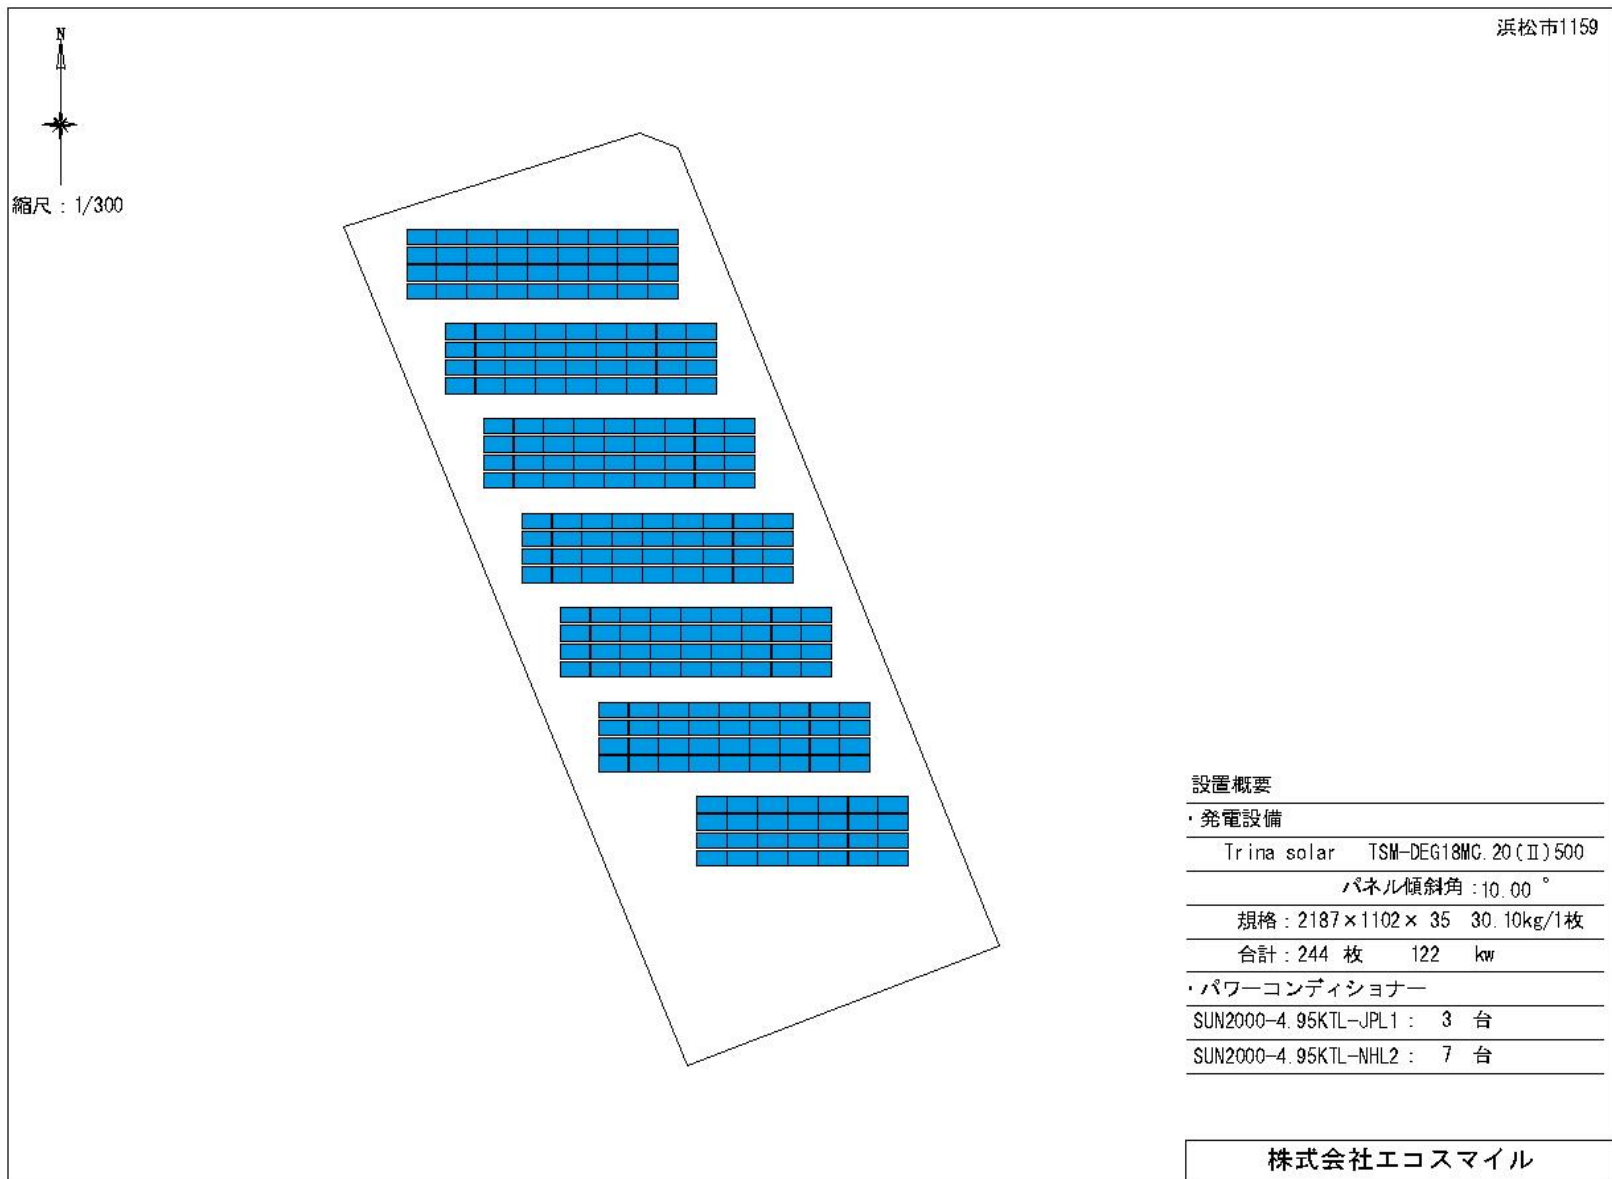 浜松市1159
N
縮尺：1/300
設置概要
・発電設備
Trina solar TSM-DEG18MC.20(Ⅱ)500
パネル傾斜角：10.00°
規格：2187×1102× 35 30.10kg/1枚
合計：244 枚 122 kw
・パワーコンディショナー
SUN2000-4.95KTL-JPL1： 3 台
SUN2000-4.95KTL-NHL2： 7 台
株式会社エコスマイル